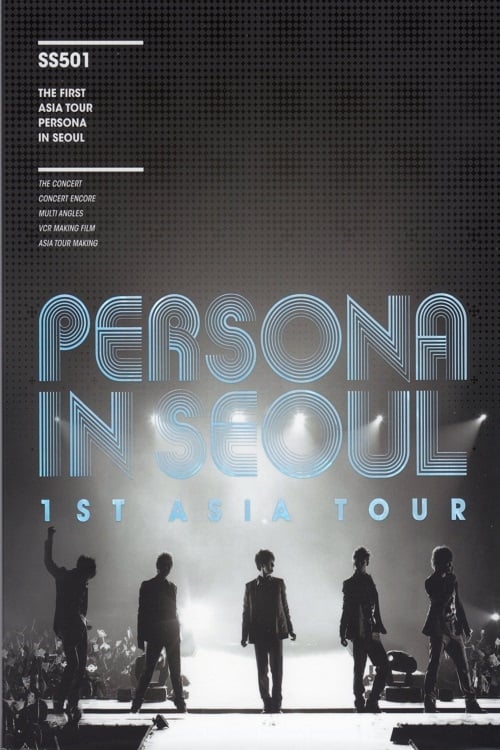 SS501
THE FIRST
ASIA TOUR
PERSONA
IN SEOUL
THE CONCERT
CONCERT ENCORE
MULTI ANGLES
VCR MAKING FILM
ASIA TOUR MAKING
PERSONA
IN SEOUL
1ST ASIA TOUR